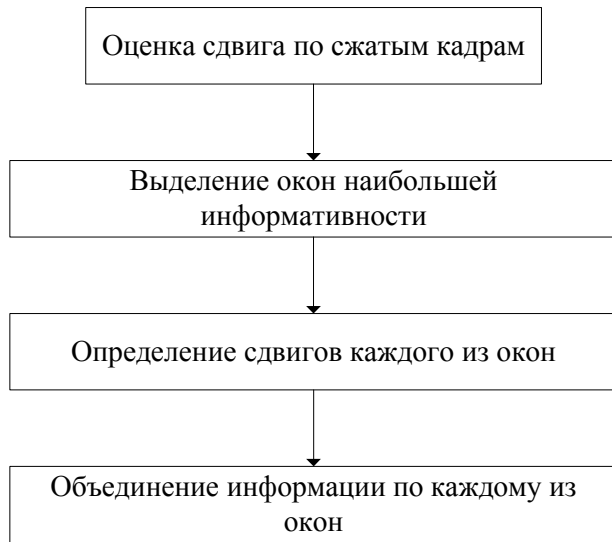 Оценка сдвига по сжатым кадрам
Выделение окон наибольшей
информативности
Определение сдвигов каждого из окон
Объединение информации по каждому из
окон